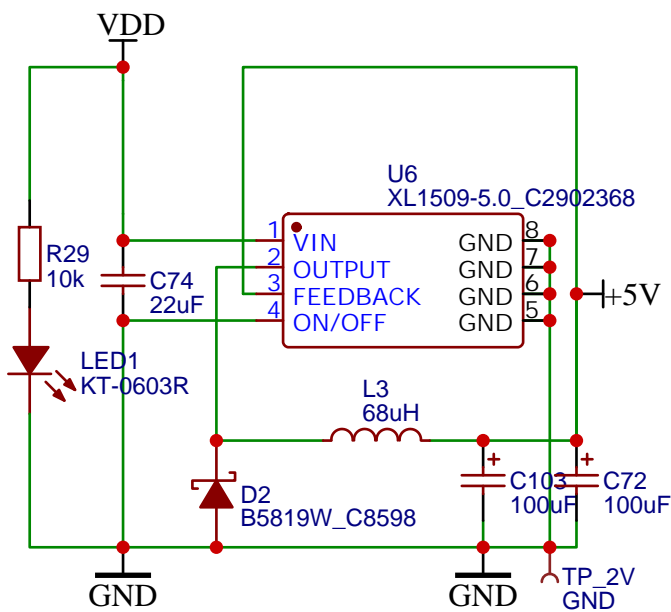 VDD
U6
XL1509-5.0_C2902368
1
VIN
GND
8
2
OUTPUT
GND
7
3
FEEDBACK
GND
6
4
ON/OFF
GND
5
R29
10k
C74
22uF
+5V
LED1
KT-0603R
L3
68uH
D2
B5819W_C8598
+
C103
100uF
+
C72
100uF
GND
GND
TP_2V
GND